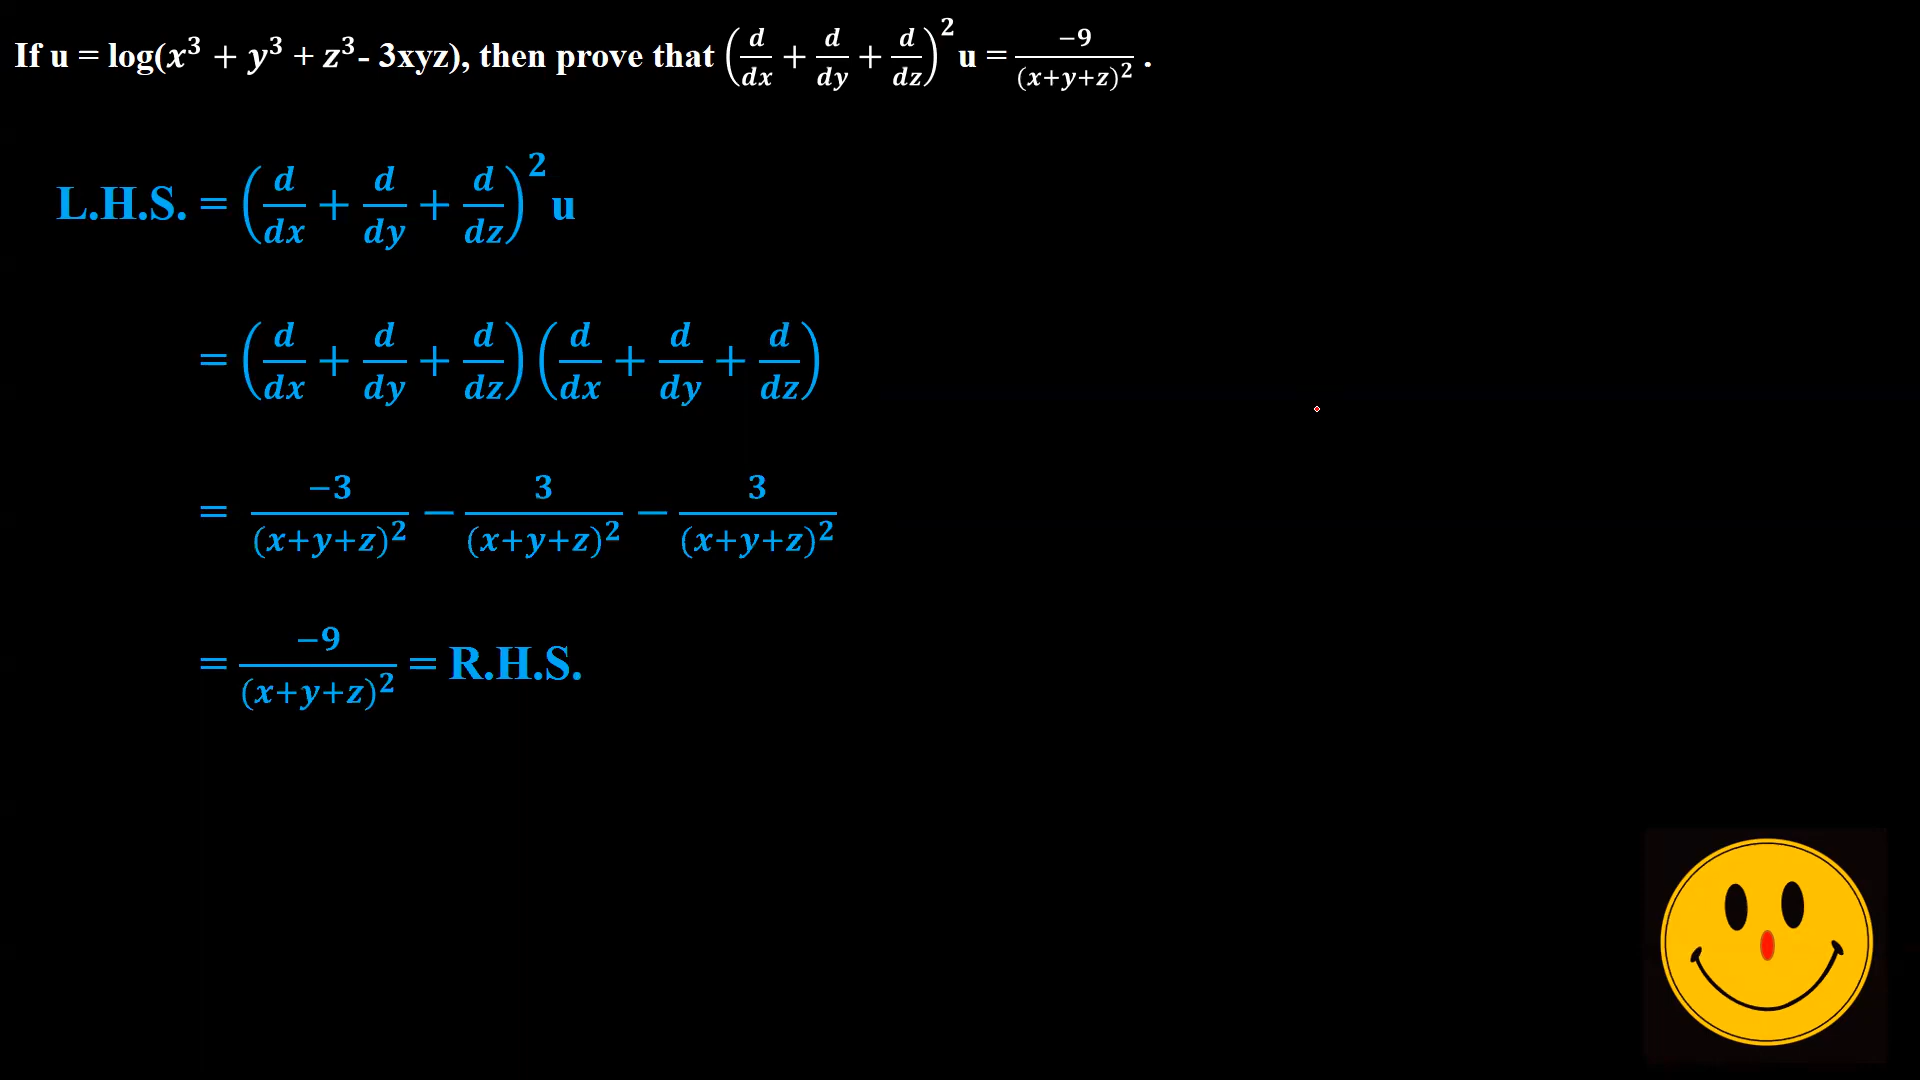 If u = log(x³ + y³ + z³- 3xyz), then prove that (d/dx + d/dy + d/dz)² u = −9/(x+y+z)² .
L.H.S. = (d/dx + d/dy + d/dz)² u
= (d/dx + d/dy + d/dz) (d/dx + d/dy + d/dz)
= −3/(x+y+z)² − 3/(x+y+z)² − 3/(x+y+z)²
= −9/(x+y+z)² = R.H.S.